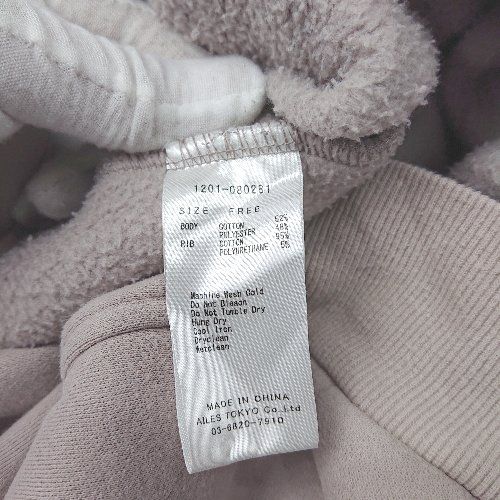 1201-080281
SIZE FREE
BODY COTTON 52%
POLYESTER 48%
RIB COTTON 95%
POLYURETHANE 5%
Machine Wash Cold
Do Not Bleach
Do Not Tumble Dry
Hung Dry
Cool Iron
Dryclean
Wetclean
MADE IN CHINA
AILES TOKYO Co.,Ltd
03-6820-7910